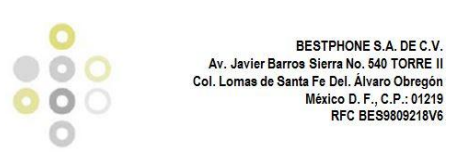 BESTPHONE S.A. DE C.V.
Av. Javier Barros Sierra No. 540 TORRE II
Col. Lomas de Santa Fe Del. Álvaro Obregón
México D. F., C.P.: 01219
RFC BES9809218V6